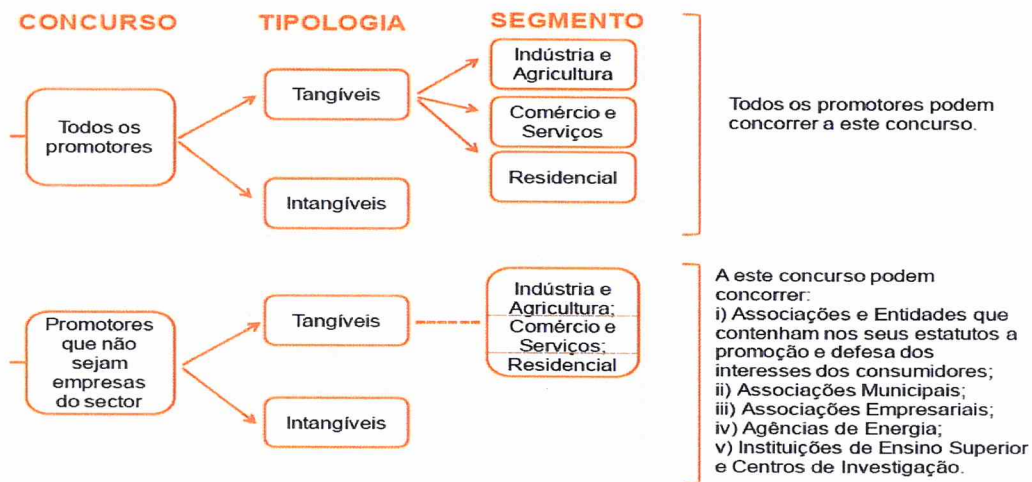 CONCURSO
TIPOLOGIA
SEGMENTO
Todos os
promotores
Tangíveis
Intangíveis
Indústria e
Agricultura
Comércio e
Serviços
Residencial
Todos os promotores podem
concorrer a este concurso.
Promotores
que não
sejam
empresas
do sector
Tangíveis
Intangíveis
Indústria e
Agricultura;
Comércio e
Serviços;
Residencial
A este concurso podem
concorrer:
i) Associações e Entidades que
contenham nos seus estatutos a
promoção e defesa dos
interesses dos consumidores;
ii) Associações Municipais;
iii) Associações Empresariais;
iv) Agências de Energia;
v) Instituições de Ensino Superior
e Centros de Investigação.